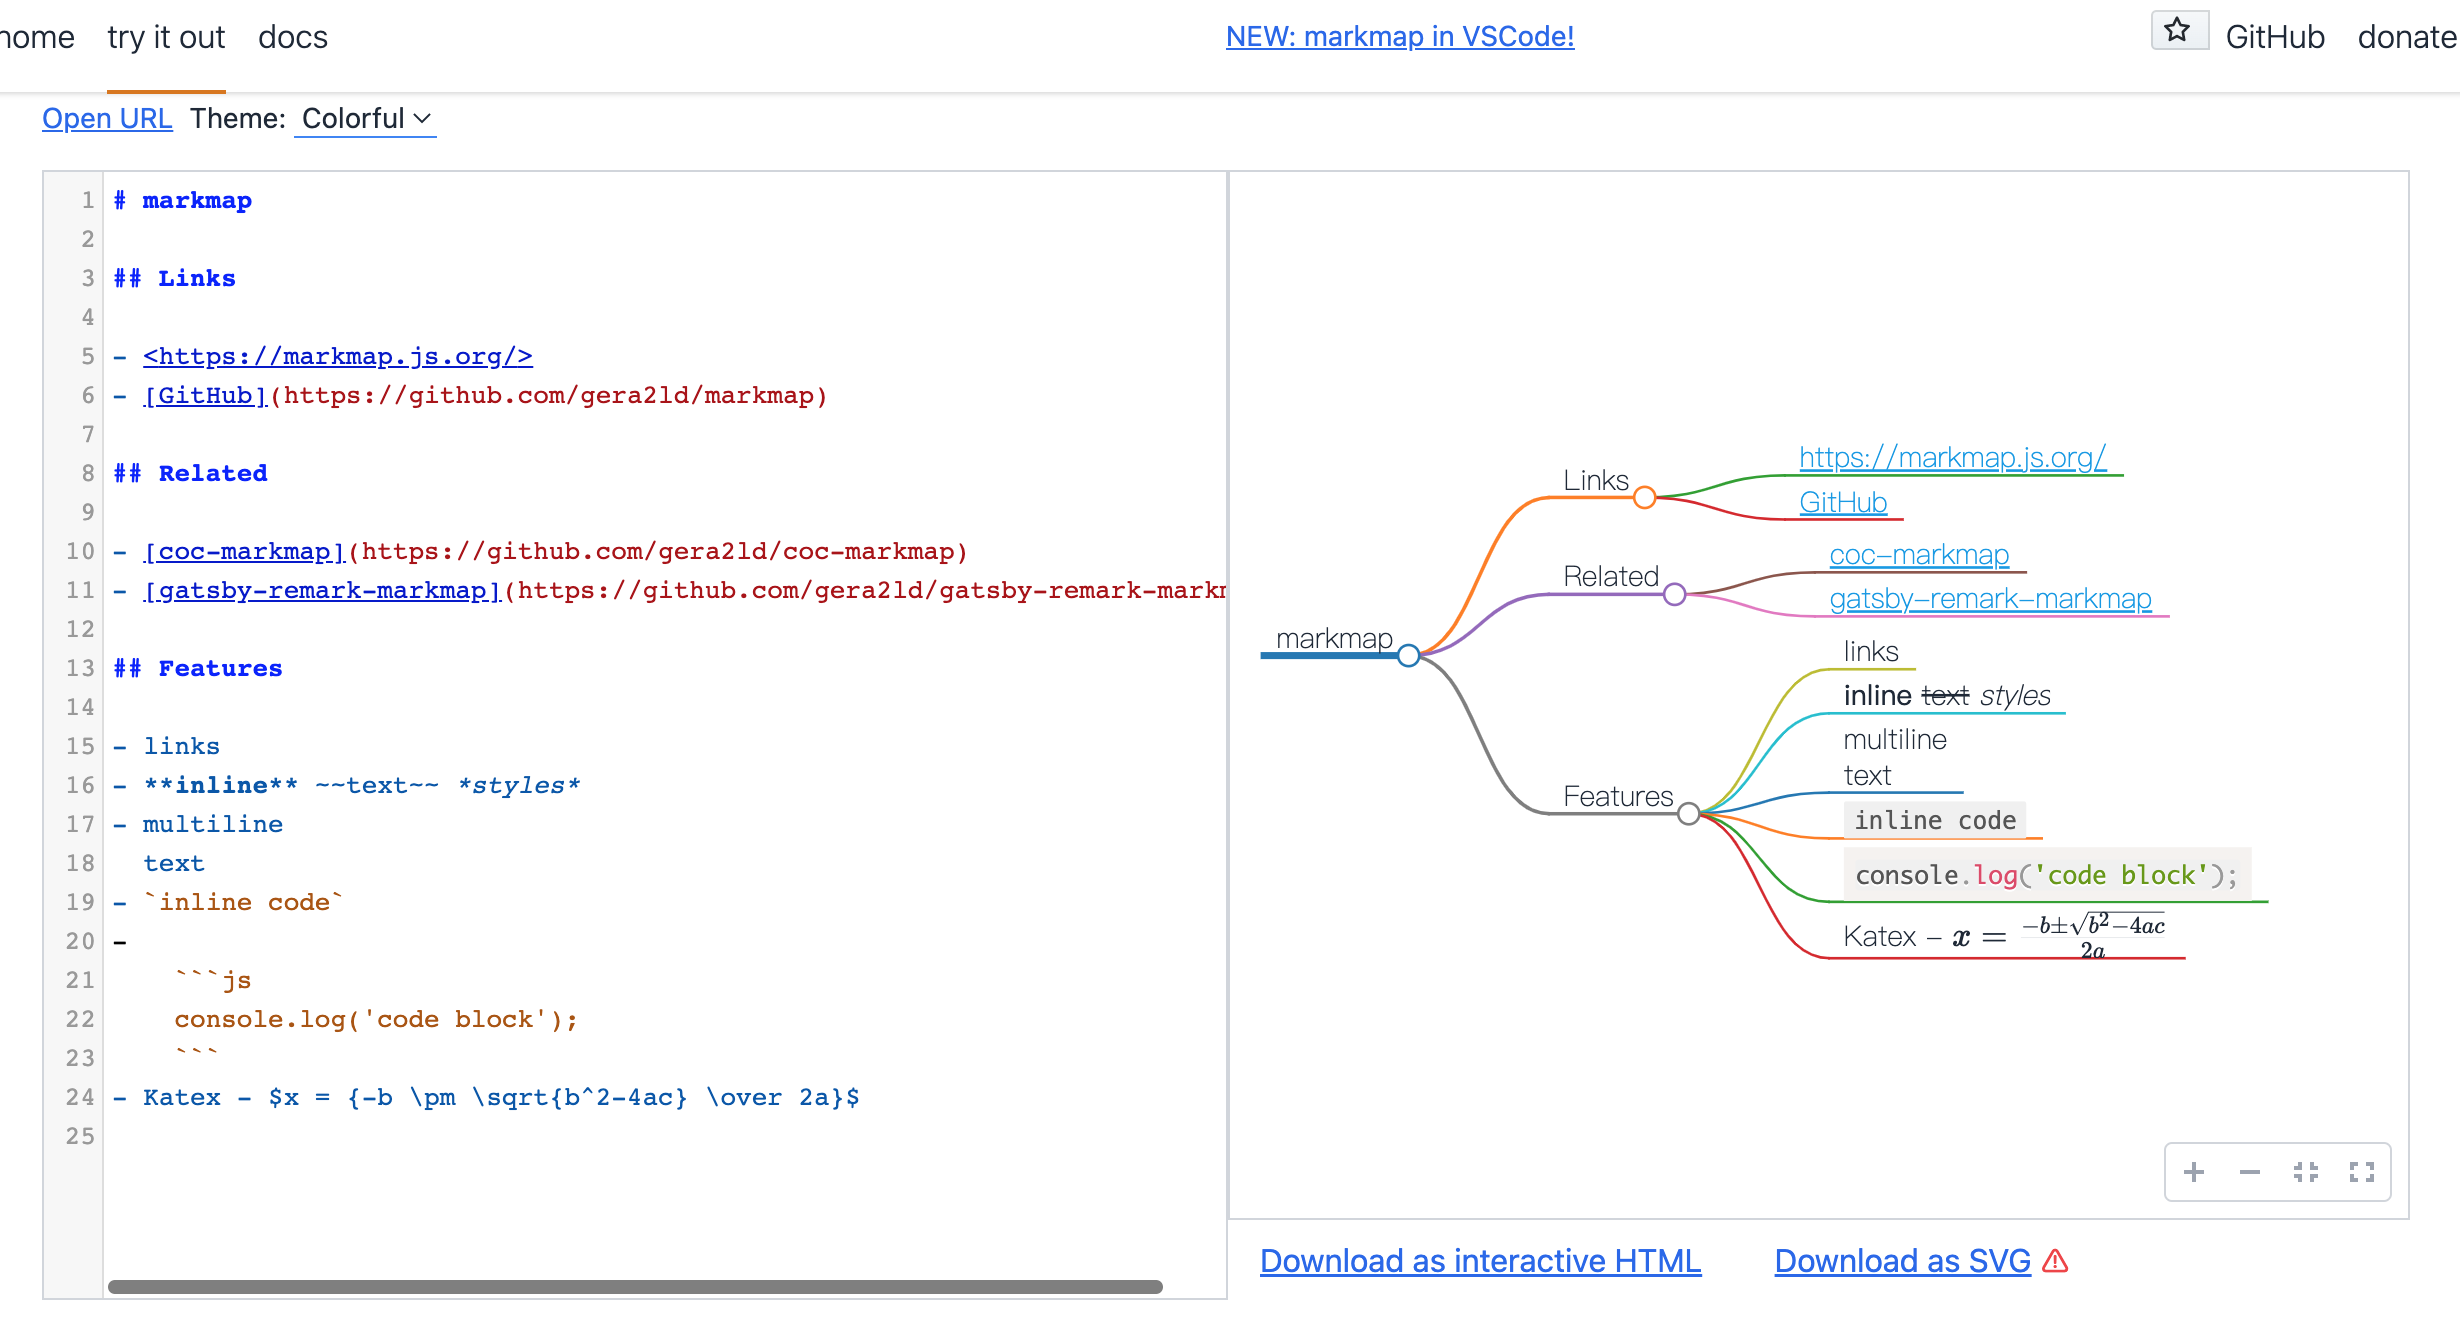 home try it out docs NEW: markmap in VSCode! GitHub donate
Open URL Theme: Colorful
1 # markmap
2
3 ## Links
4
5 - <https://markmap.js.org/>
6 - [GitHub](https://github.com/gera2ld/markmap)
7
8 ## Related
9
10 - [coc-markmap](https://github.com/gera2ld/coc-markmap)
11 - [gatsby-remark-markmap](https://github.com/gera2ld/gatsby-remark-markm
12
13 ## Features
14
15 - links
16 - **inline** ~~text~~ *styles*
17 - multiline
18   text
19 - `inline code`
20 -
21     ```js
22     console.log('code block');
23     ```
24 - Katex - $x = {-b \pm \sqrt{b^2-4ac} \over 2a}$
25
markmap
Links
https://markmap.js.org/
GitHub
Related
coc-markmap
gatsby-remark-markmap
Features
links
inline text styles
multiline
text
inline code
console.log('code block');
Katex - x = −b±√b²−4ac
2a
Download as interactive HTML Download as SVG